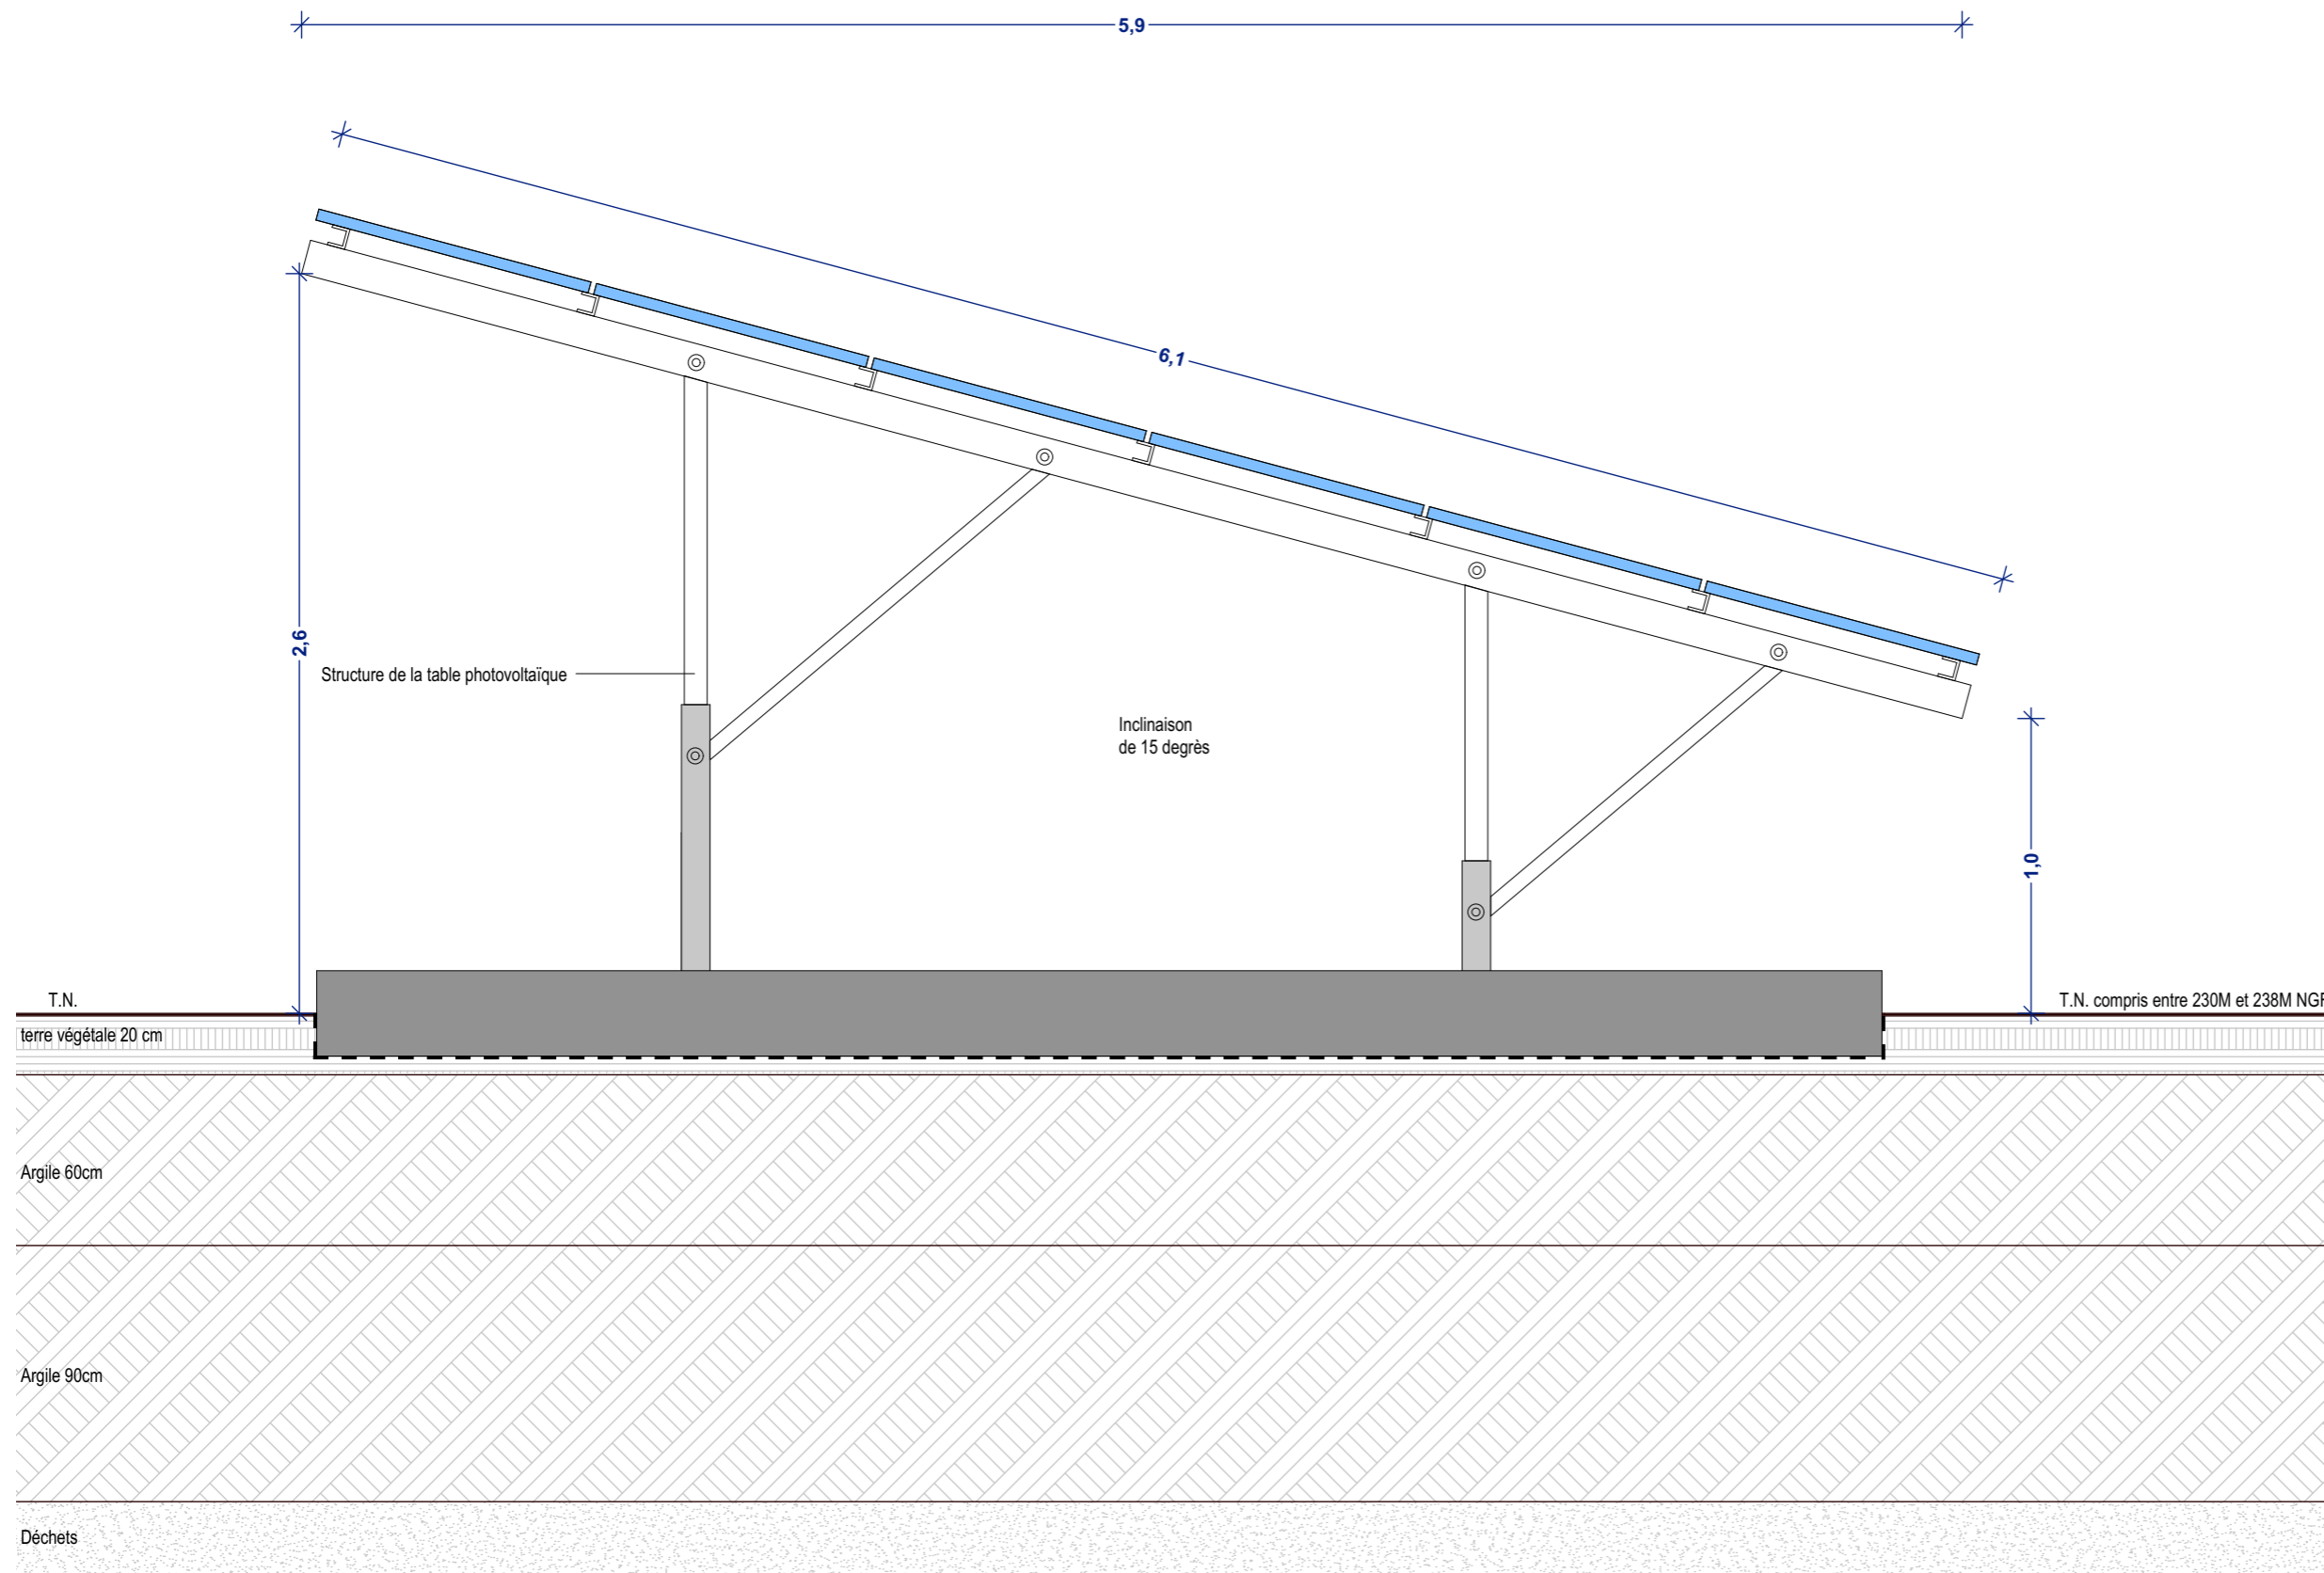 5,9
6,1
2,6
Structure de la table photovoltaïque
Inclinaison
de 15 degrès
1,0
T.N.
T.N. compris entre 230M et 238M NGF
terre végétale 20 cm
Argile 60cm
Argile 90cm
Déchets